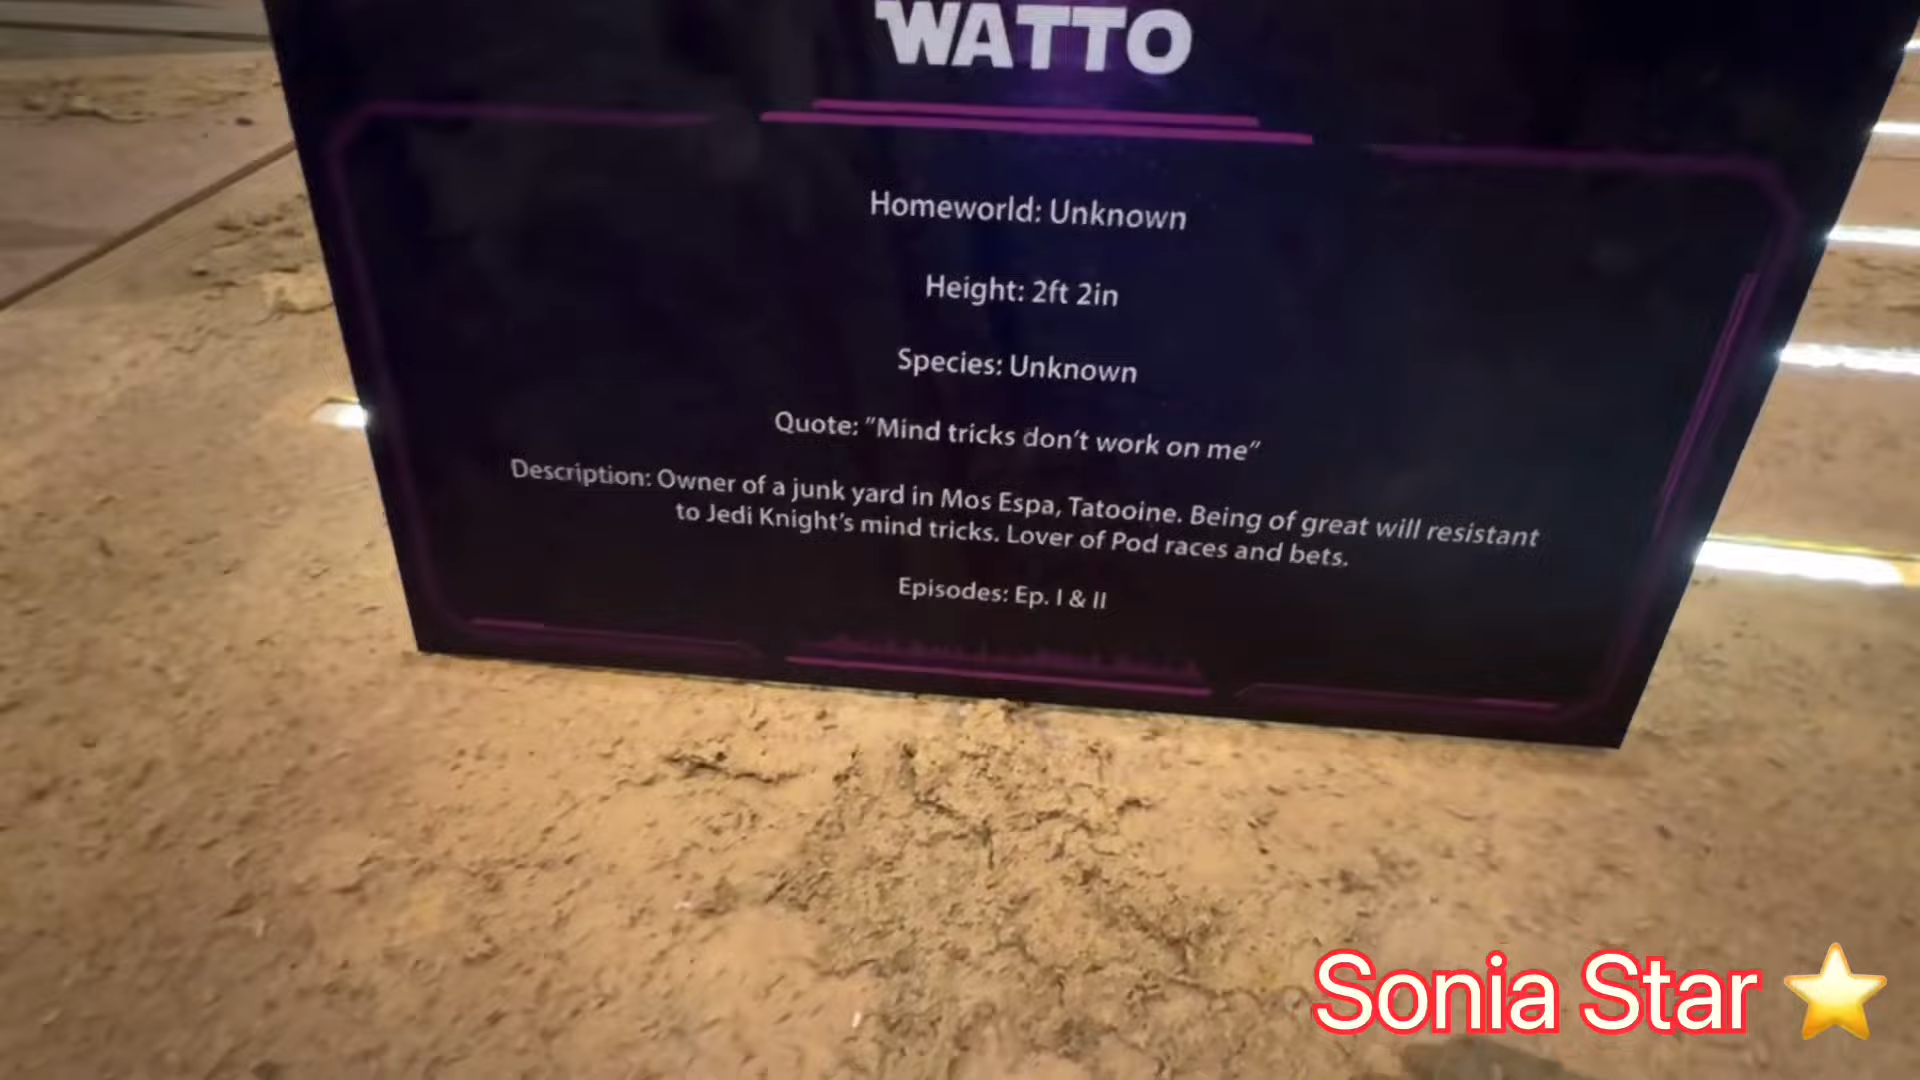 WATTO
Homeworld: Unknown
Height: 2ft 2in
Species: Unknown
Quote: "Mind tricks don't work on me"
Description: Owner of a junk yard in Mos Espa, Tatooine. Being of great will resistant
to Jedi Knight's mind tricks. Lover of Pod races and bets.
Episodes: Ep. I & II
Sonia Star ⭐